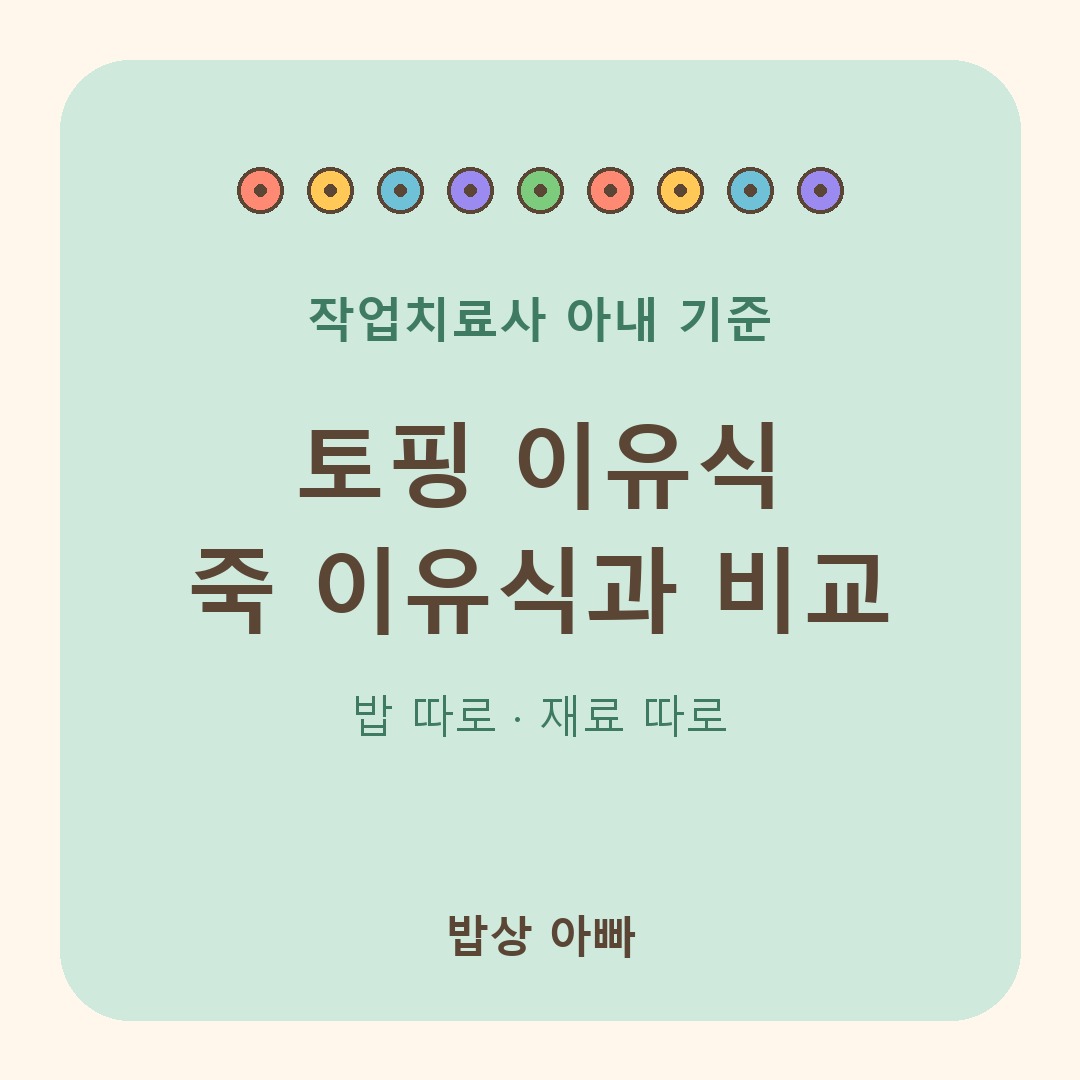 작업치료사 아내 기준
토핑 이유식
죽 이유식과 비교
밥 따로 · 재료 따로
밥상 아빠